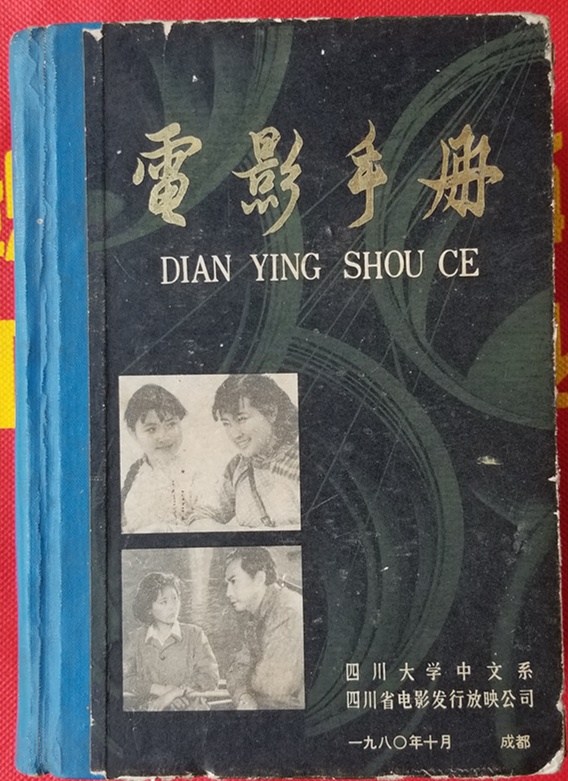 電影手册
DIAN YING SHOU CE
四川大学中文系
四川省电影发行放映公司
一九八〇年十月 成都